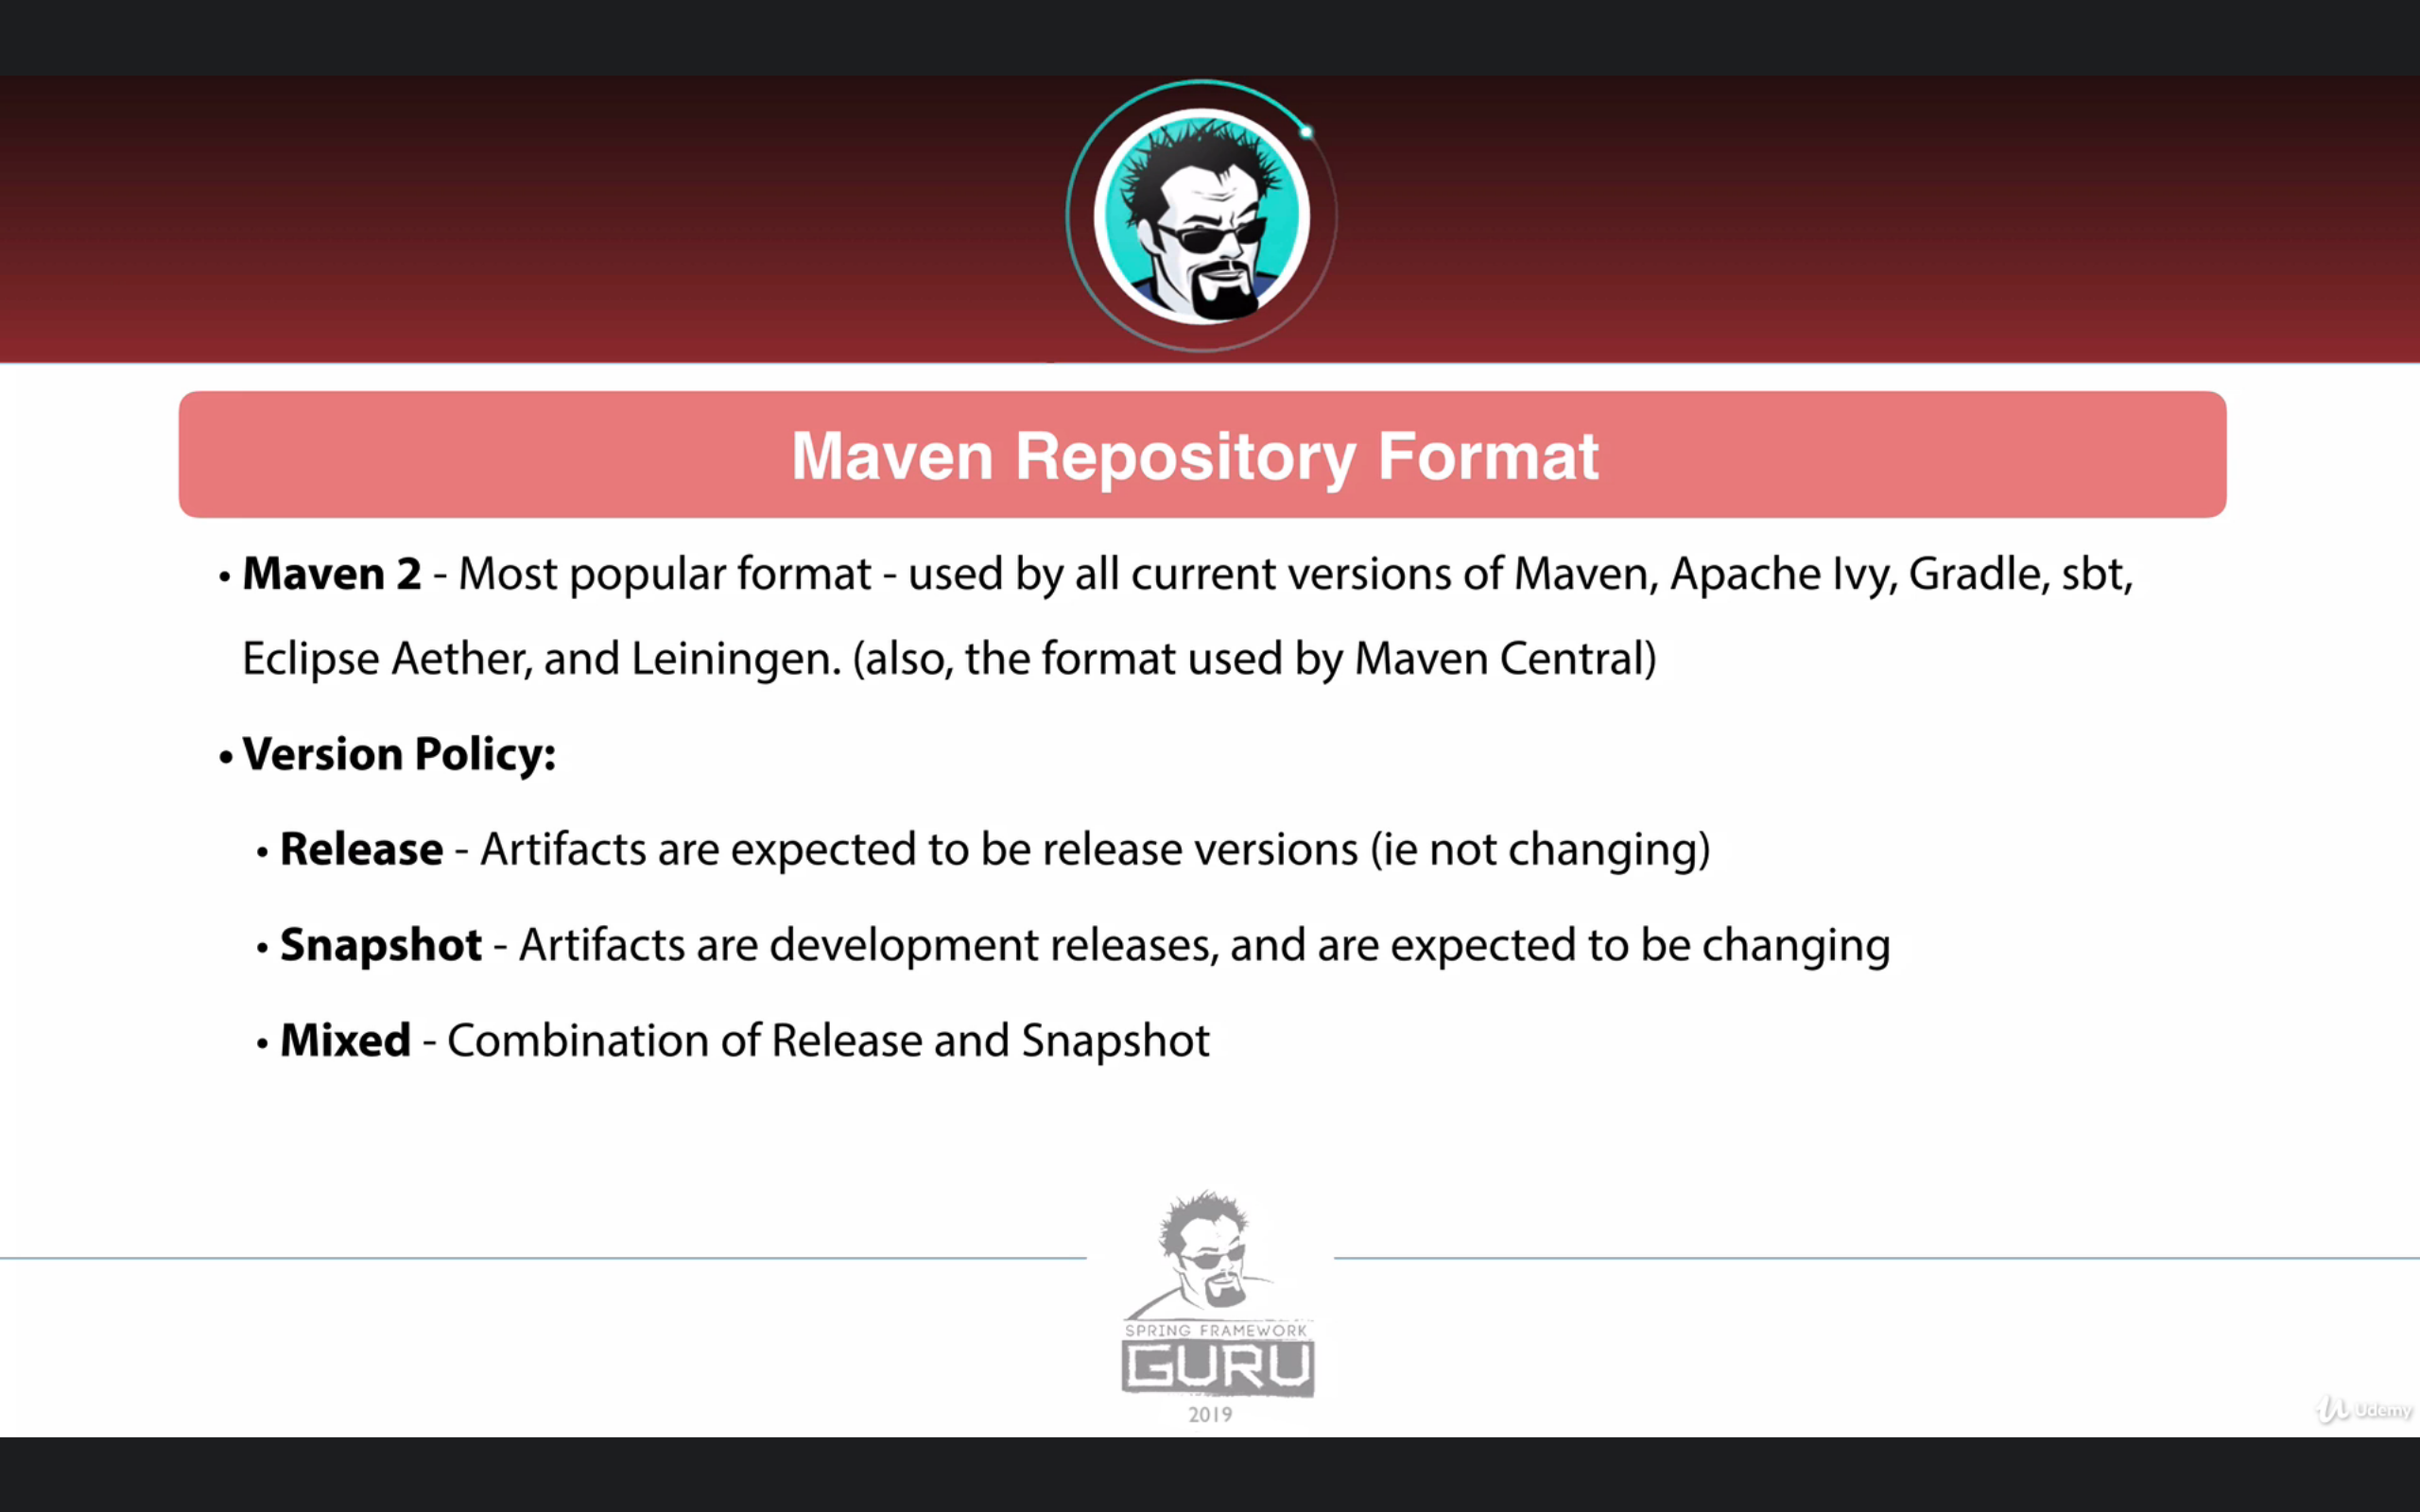 Maven Repository Format
• Maven 2 - Most popular format - used by all current versions of Maven, Apache Ivy, Gradle, sbt,
Eclipse Aether, and Leiningen. (also, the format used by Maven Central)
• Version Policy:
• Release - Artifacts are expected to be release versions (ie not changing)
• Snapshot - Artifacts are development releases, and are expected to be changing
• Mixed - Combination of Release and Snapshot
SPRING FRAMEWORK
GURU
2019
Udemy